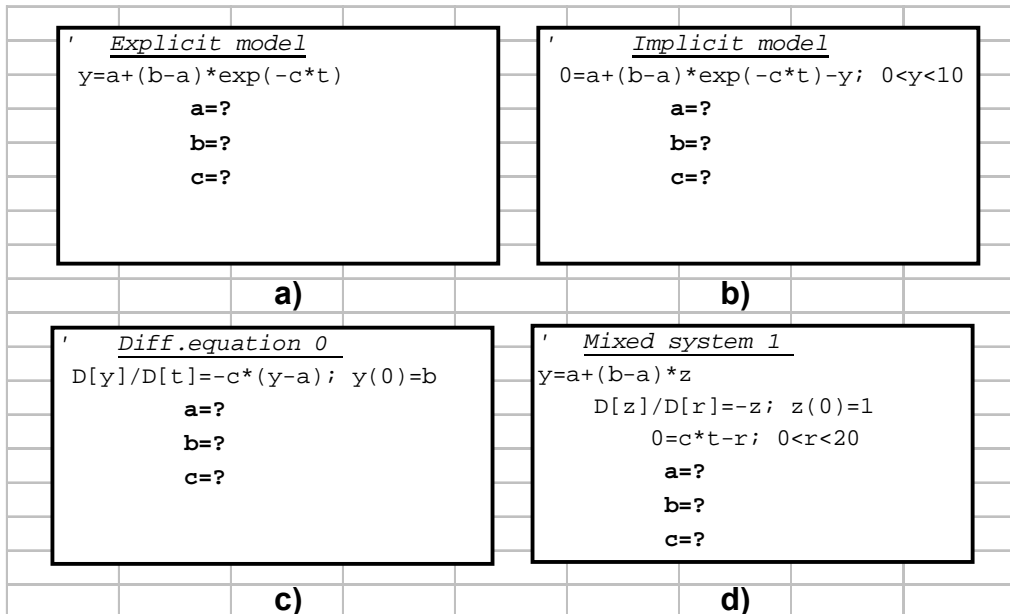 ' Explicit model
y=a+(b-a)*exp(-c*t)
a=?
b=?
c=?
a)
' Implicit model
0=a+(b-a)*exp(-c*t)-y; 0<y<10
a=?
b=?
c=?
b)
' Diff.equation 0
D[y]/D[t]=-c*(y-a); y(0)=b
a=?
b=?
c=?
c)
' Mixed system 1
y=a+(b-a)*z
D[z]/D[r]=-z; z(0)=1
0=c*t-r; 0<r<20
a=?
b=?
c=?
d)